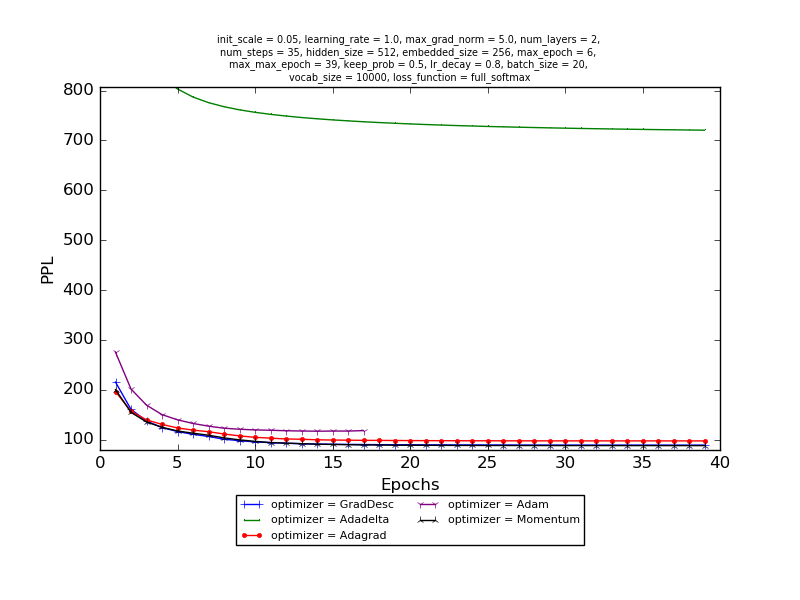 init_scale = 0.05, learning_rate = 1.0, max_grad_norm = 5.0, num_layers = 2,
num_steps = 35, hidden_size = 512, embedded_size = 256, max_epoch = 6,
max_max_epoch = 39, keep_prob = 0.5, lr_decay = 0.8, batch_size = 20,
vocab_size = 10000, loss_function = full_softmax
800
700
600
500
400
300
200
100
PPL
0 5 10 15 20 25 30 35 40
Epochs
optimizer = GradDesc
optimizer = Adadelta
optimizer = Adagrad
optimizer = Adam
optimizer = Momentum